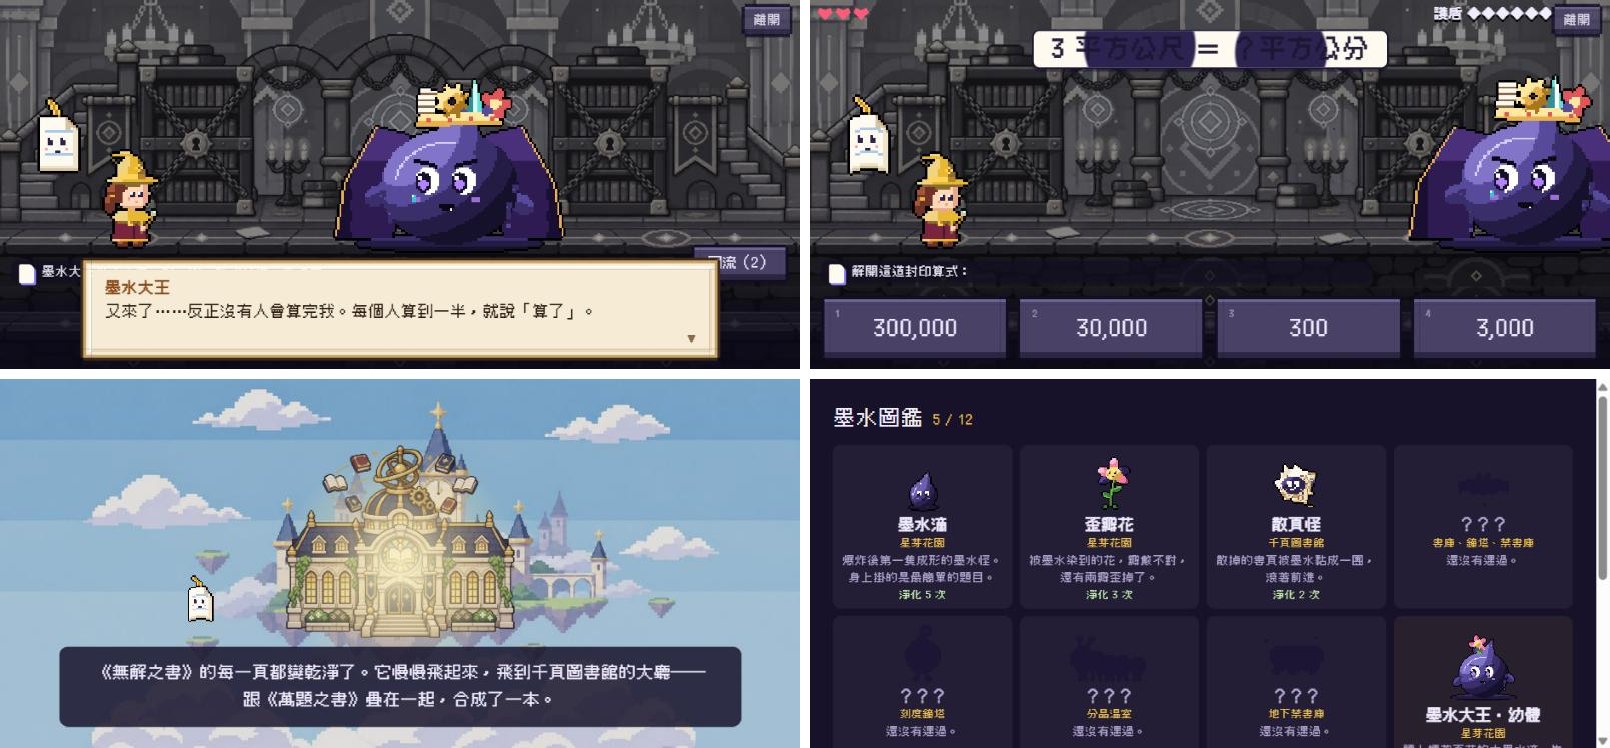 離開
墨水大
回流（2）
墨水大王
又來了……反正沒有人會算完我。每個人算到一半，就說「算了」。
護盾
離開
3 平方公尺 = ? 平方公分
解開這道封印算式：
1 300,000
2 30,000
3 300
4 3,000
《無解之書》的每一頁都變乾淨了。它慢慢飛起來，飛到千頁圖書館的大廳——
跟《萬題之書》疊在一起，合成了一本。
墨水圖鑑 5 / 12
墨水滴
星芽花園
爆炸後第一隻成形的墨水怪。
身上掛的是最簡單的題目。
淨化 5 次
歪瓣花
星芽花園
被墨水染到的花，瓣數不對，
還有兩瓣歪掉了。
淨化 3 次
散頁怪
千頁圖書館
散掉的書頁被墨水黏成一團，
滾著前進。
淨化 2 次
？？？
書庫、鐘塔、禁書庫
還沒有遇過。
？？？
刻度鐘塔
還沒有遇過。
？？？
分晶溫室
還沒有遇過。
？？？
地下禁書庫
還沒有遇過。
墨水大王・幼體
星芽花園